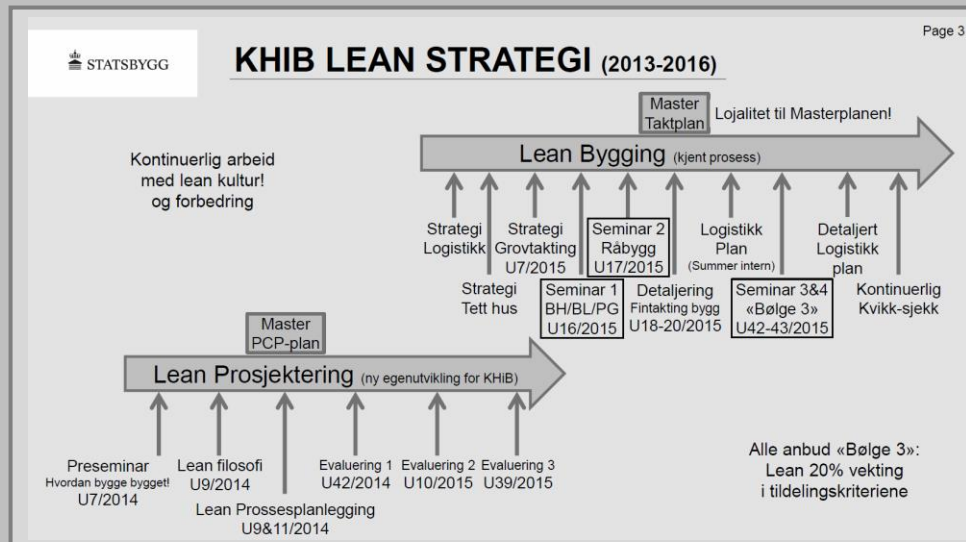 Page 3
STATSBYGG
KHIB LEAN STRATEGI (2013-2016)
Master
Taktplan
Lojalitet til Masterplanen!
Lean Bygging (kjent prosess)
Kontinuerlig arbeid
med lean kultur!
og forbedring
Strategi
Logistikk
Strategi
Tett hus
Strategi
Grovtakting
U7/2015
Seminar 1
BH/BL/PG
U16/2015
Seminar 2
Råbygg
U17/2015
Detaljering
Fintakting bygg
U18-20/2015
Logistikk
Plan
(Summer intern)
Seminar 3&4
«Bølge 3»
U42-43/2015
Detaljert
Logistikk
plan
Kontinuerlig
Kvikk-sjekk
Master
PCP-plan
Lean Prosjektering (ny egenutvikling for KHiB)
Preseminar
Hvordan bygge bygget!
U7/2014
Lean filosofi
U9/2014
Lean Prossesplanlegging
U9&11/2014
Evaluering 1
U42/2014
Evaluering 2
U10/2015
Evaluering 3
U39/2015
Alle anbud «Bølge 3»:
Lean 20% vekting
i tildelingskriteriene